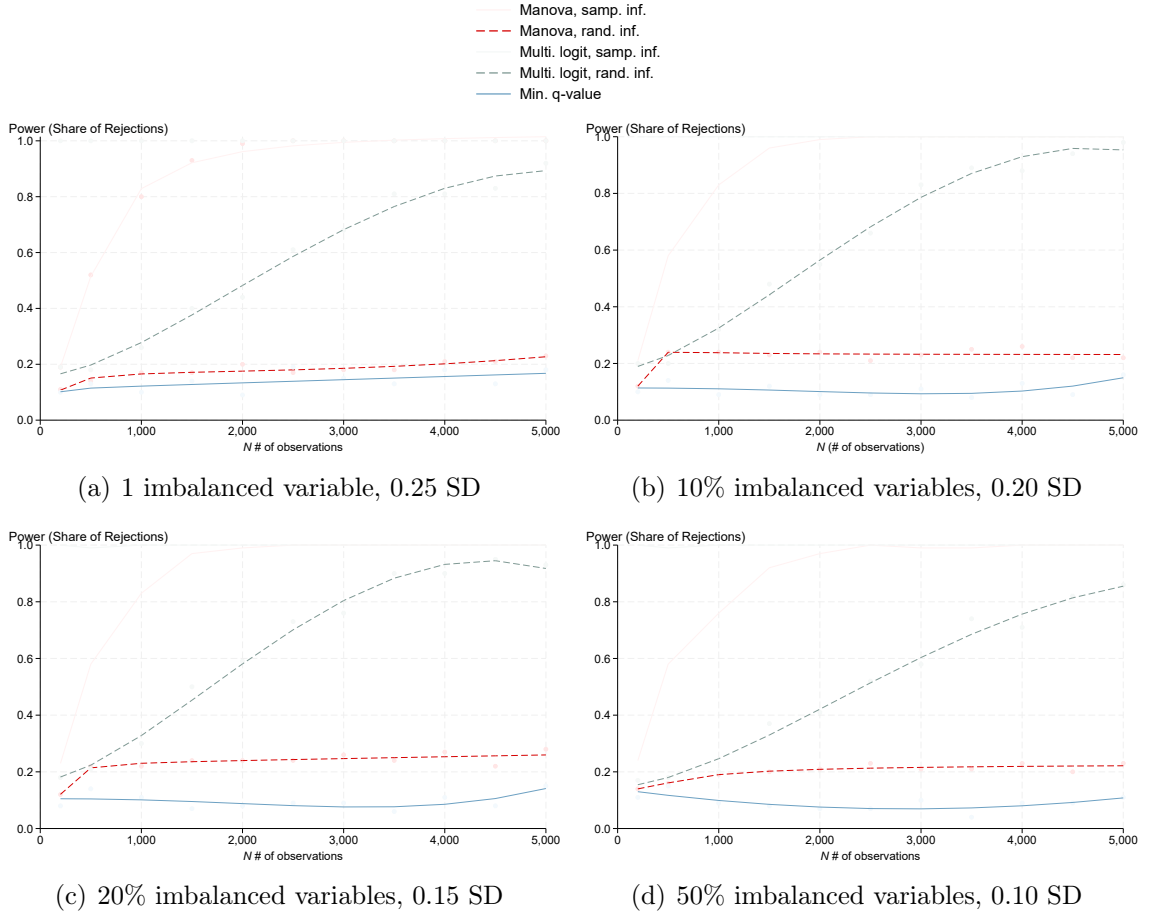 Manova, samp. inf.
Manova, rand. inf.
Multi. logit, samp. inf.
Multi. logit, rand. inf.
Min. q-value
Power (Share of Rejections)
1.0
0.8
0.6
0.4
0.2
0.0
0 1,000 2,000 3,000 4,000 5,000
N # of observations
(a) 1 imbalanced variable, 0.25 SD
Power (Share of Rejections)
1.0
0.8
0.6
0.4
0.2
0.0
0 1,000 2,000 3,000 4,000 5,000
N (# of observations)
(b) 10% imbalanced variables, 0.20 SD
Power (Share of Rejections)
1.0
0.8
0.6
0.4
0.2
0.0
0 1,000 2,000 3,000 4,000 5,000
N # of observations
(c) 20% imbalanced variables, 0.15 SD
Power (Share of Rejections)
1.0
0.8
0.6
0.4
0.2
0.0
0 1,000 2,000 3,000 4,000 5,000
N # of observations
(d) 50% imbalanced variables, 0.10 SD